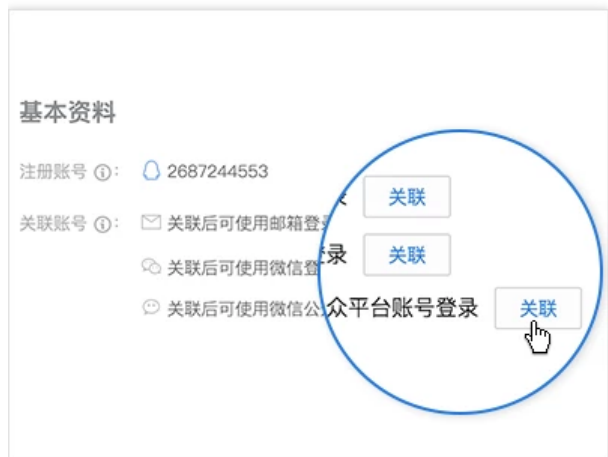 基本资料
注册账号 ⓘ： 2687244553
关联账号 ⓘ： 关联后可使用邮箱登录 关联
关联后可使用微信登录 关联
关联后可使用微信公众平台账号登录 关联